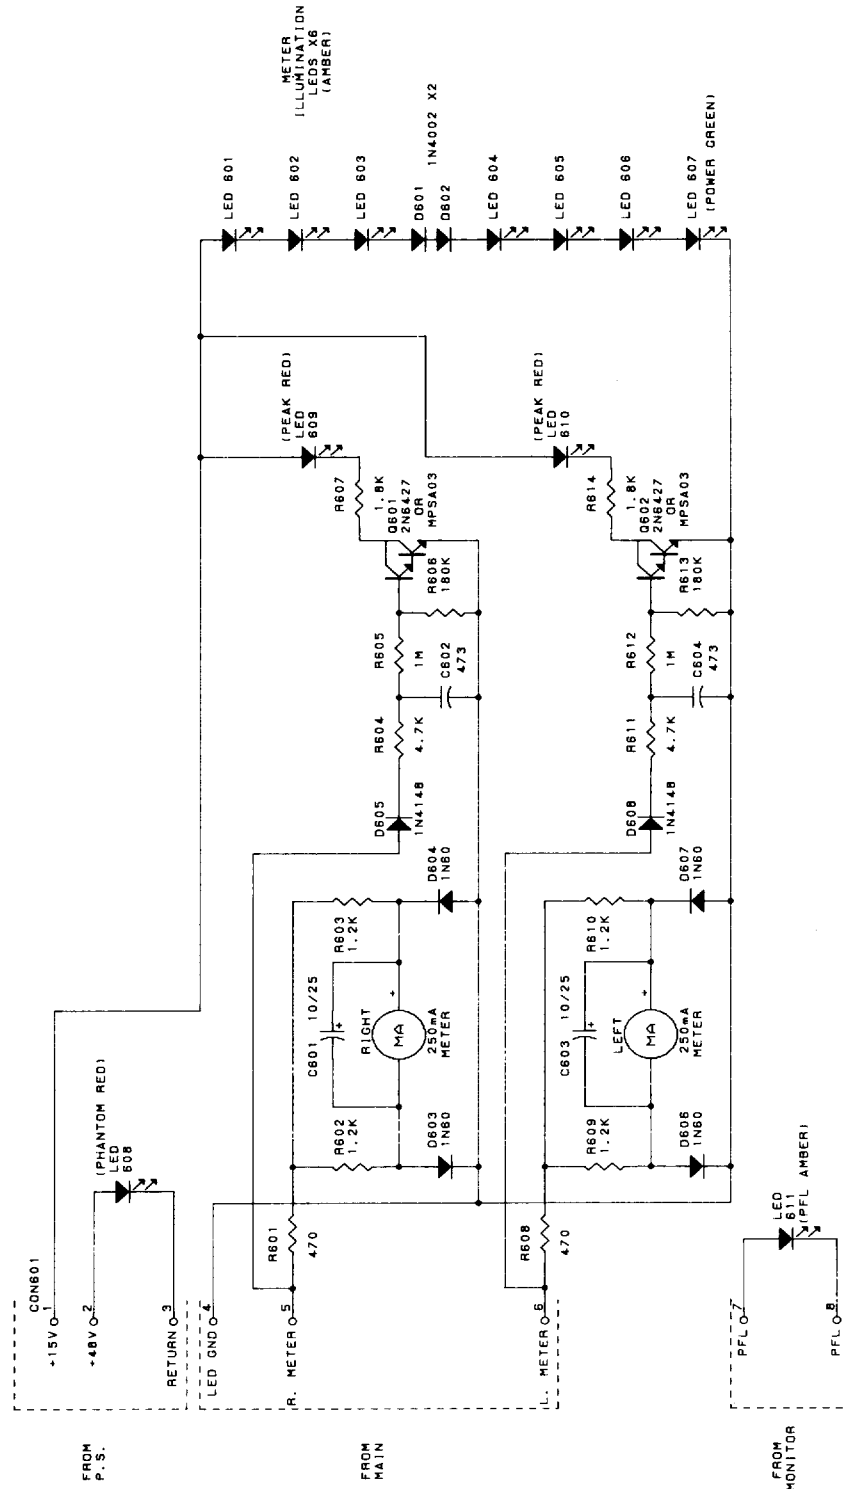 METER
ILLUMINATION
LEDS X6
(AMBER)
1N4002 X2
LED 601
LED 602
LED 603
D601
D602
LED 604
LED 605
LED 606
LED 607
(POWER GREEN)
(PEAK RED)
LED
609
(PEAK RED)
LED
610
R607
1.8K
Q601
2N6427
OR
MPSA03
R614
1.8K
Q602
2N6427
OR
MPSA03
R606
180K
R613
180K
R605
1M
C602
473
R612
1M
C604
473
R604
4.7K
R611
4.7K
D605
1N4148
D608
1N4148
D604
1N60
D607
1N60
R603
1.2K
R610
1.2K
10/25
+
C601
RIGHT
MA
+
250mA
METER
10/25
+
C603
LEFT
MA
+
250mA
METER
R602
1.2K
D603
1N60
R609
1.2K
D606
1N60
(PHANTOM RED)
LED
608
LED
611
(PFL AMBER)
R601
470
R608
470
CON601
1
+15V
2
+48V
3
RETURN
4
LED GND
5
R. METER
6
L. METER
7
PFL
8
PFL
FROM
P.S.
FROM
MAIN
FROM
MONITOR